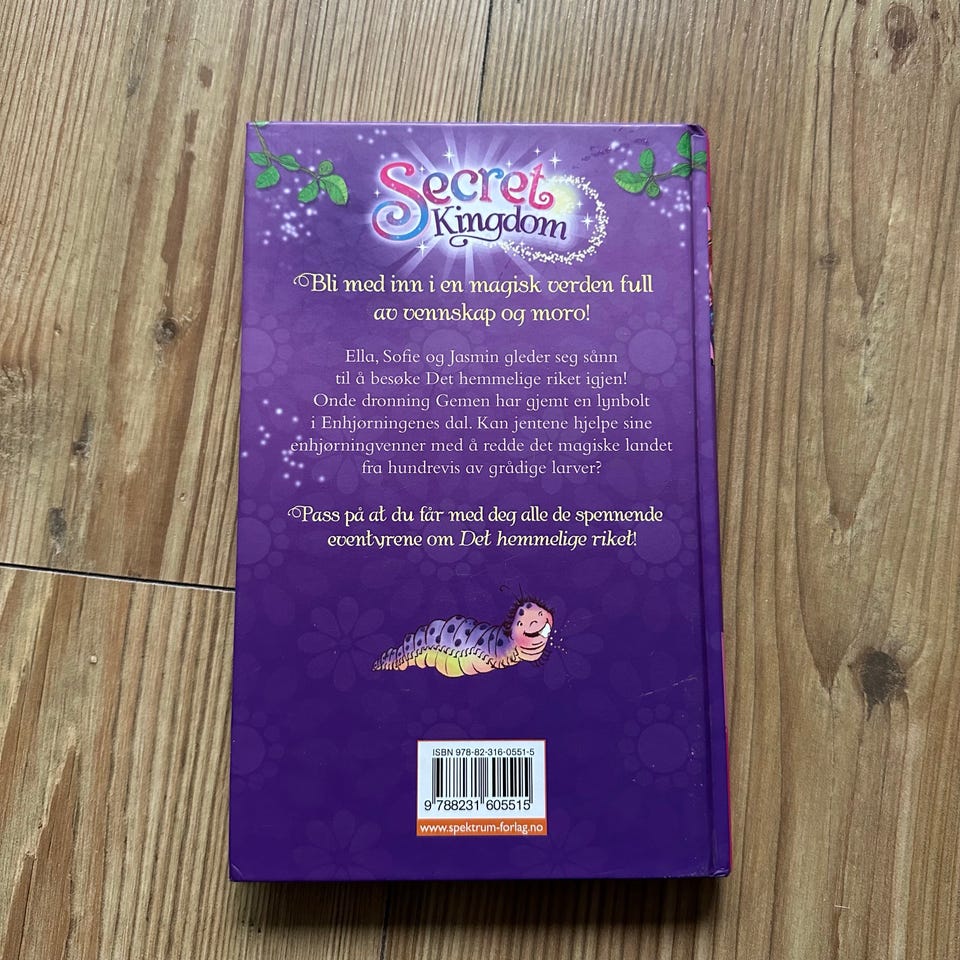 Secret
Kingdom
Bli med inn i en magisk verden full
av vennskap og moro!
Ella, Sofie og Jasmin gleder seg sånn
til å besøke Det hemmelige riket igjen!
Onde dronning Gemen har gjemt en lynbolt
i Enhjørningenes dal. Kan jentene hjelpe sine
enhjørningvenner med å redde det magiske landet
fra hundrevis av grådige larver?
Pass på at du får med deg alle de spennende
eventyrene om Det hemmelige riket!
ISBN 978-82-316-0551-5
9 788231 605515
www.spektrum-forlag.no